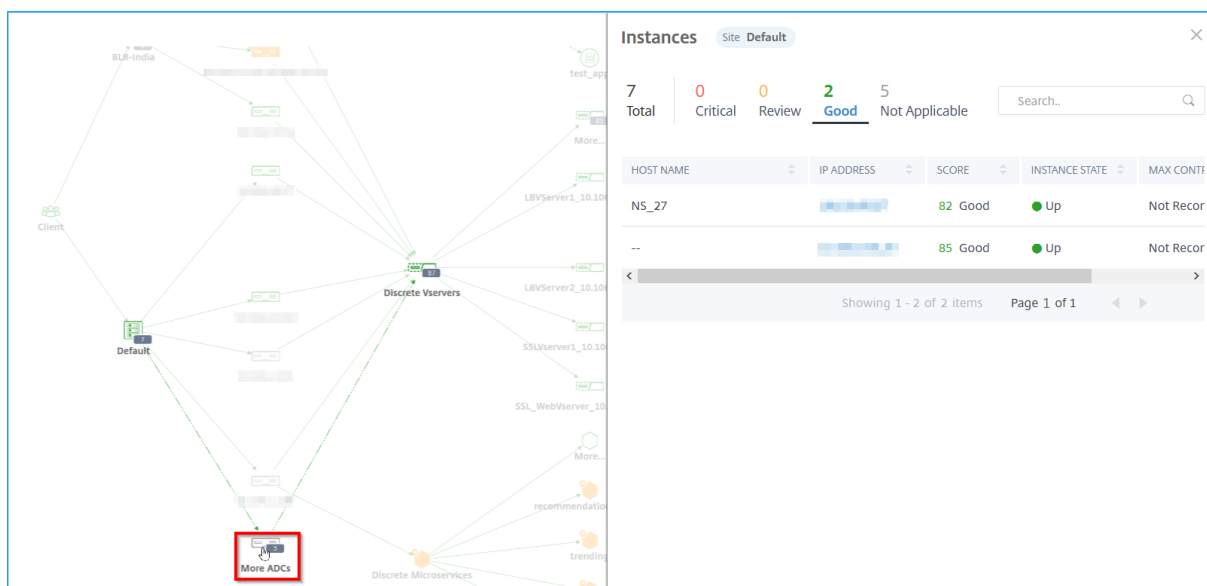 BLR-India
test_app
More...
LBVServer1_10.10
Client
87
Discrete Vservers
LBVServer2_10.10
7
Default
SSLVserver1_10.10
SSL_WebVserver_10
More...
recommendatio
3
More ADCs
trending
Discrete Microservices
Instances Site Default
7 0 0 2 5
Total Critical Review Good Not Applicable
Search..
HOST NAME IP ADDRESS SCORE INSTANCE STATE MAX CONTR
NS_27 82 Good Up Not Recor
-- 85 Good Up Not Recor
Showing 1 - 2 of 2 items Page 1 of 1